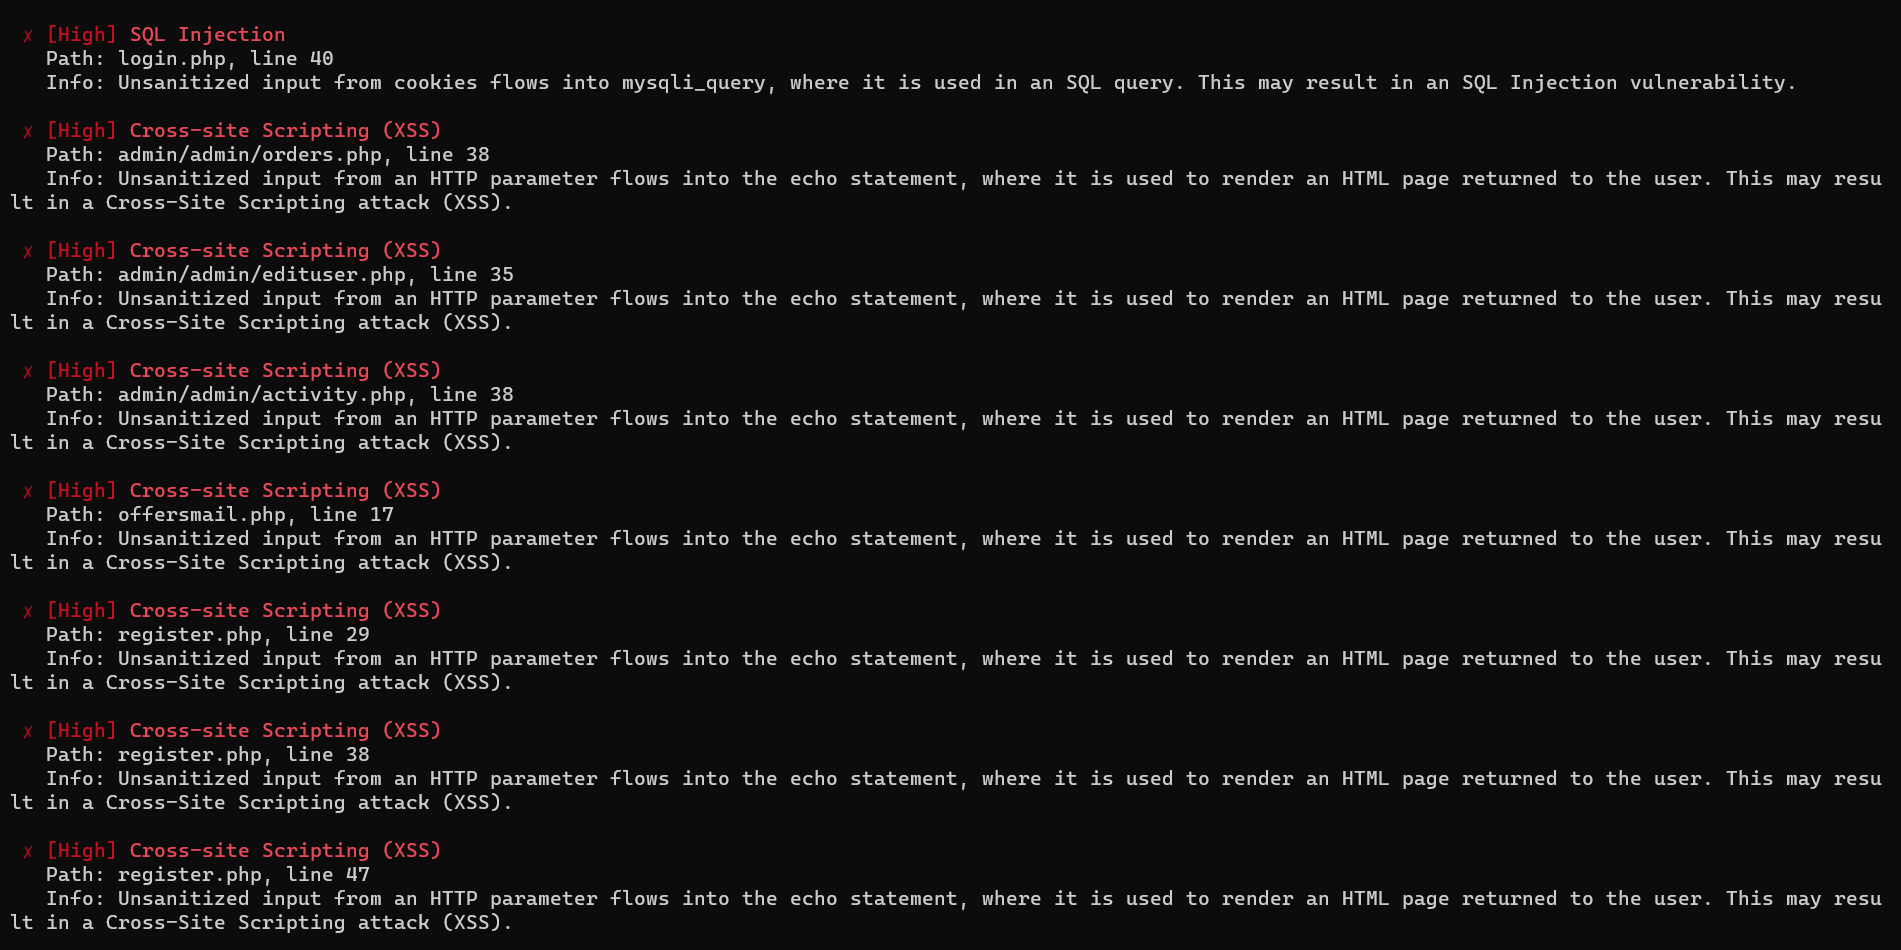 ✗ [High] SQL Injection
Path: login.php, line 40
Info: Unsanitized input from cookies flows into mysqli_query, where it is used in an SQL query. This may result in an SQL Injection vulnerability.
✗ [High] Cross-site Scripting (XSS)
Path: admin/admin/orders.php, line 38
Info: Unsanitized input from an HTTP parameter flows into the echo statement, where it is used to render an HTML page returned to the user. This may resu
lt in a Cross-Site Scripting attack (XSS).
✗ [High] Cross-site Scripting (XSS)
Path: admin/admin/edituser.php, line 35
Info: Unsanitized input from an HTTP parameter flows into the echo statement, where it is used to render an HTML page returned to the user. This may resu
lt in a Cross-Site Scripting attack (XSS).
✗ [High] Cross-site Scripting (XSS)
Path: admin/admin/activity.php, line 38
Info: Unsanitized input from an HTTP parameter flows into the echo statement, where it is used to render an HTML page returned to the user. This may resu
lt in a Cross-Site Scripting attack (XSS).
✗ [High] Cross-site Scripting (XSS)
Path: offersmail.php, line 17
Info: Unsanitized input from an HTTP parameter flows into the echo statement, where it is used to render an HTML page returned to the user. This may resu
lt in a Cross-Site Scripting attack (XSS).
✗ [High] Cross-site Scripting (XSS)
Path: register.php, line 29
Info: Unsanitized input from an HTTP parameter flows into the echo statement, where it is used to render an HTML page returned to the user. This may resu
lt in a Cross-Site Scripting attack (XSS).
✗ [High] Cross-site Scripting (XSS)
Path: register.php, line 38
Info: Unsanitized input from an HTTP parameter flows into the echo statement, where it is used to render an HTML page returned to the user. This may resu
lt in a Cross-Site Scripting attack (XSS).
✗ [High] Cross-site Scripting (XSS)
Path: register.php, line 47
Info: Unsanitized input from an HTTP parameter flows into the echo statement, where it is used to render an HTML page returned to the user. This may resu
lt in a Cross-Site Scripting attack (XSS).